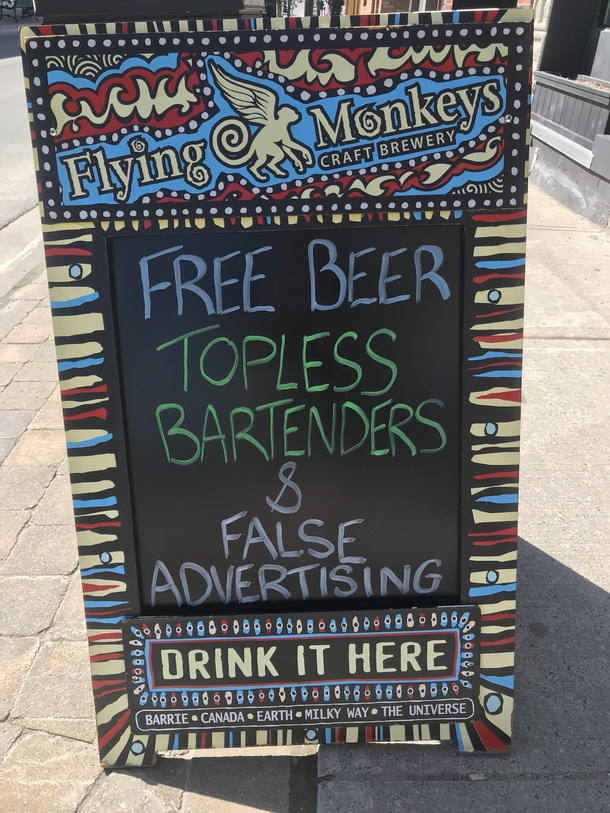 Flying Monkeys
CRAFT BREWERY
FREE BEER
TOPLESS
BARTENDERS
&
FALSE
ADVERTISING
DRINK IT HERE
BARRIE • CANADA • EARTH • MILKY WAY • THE UNIVERSE